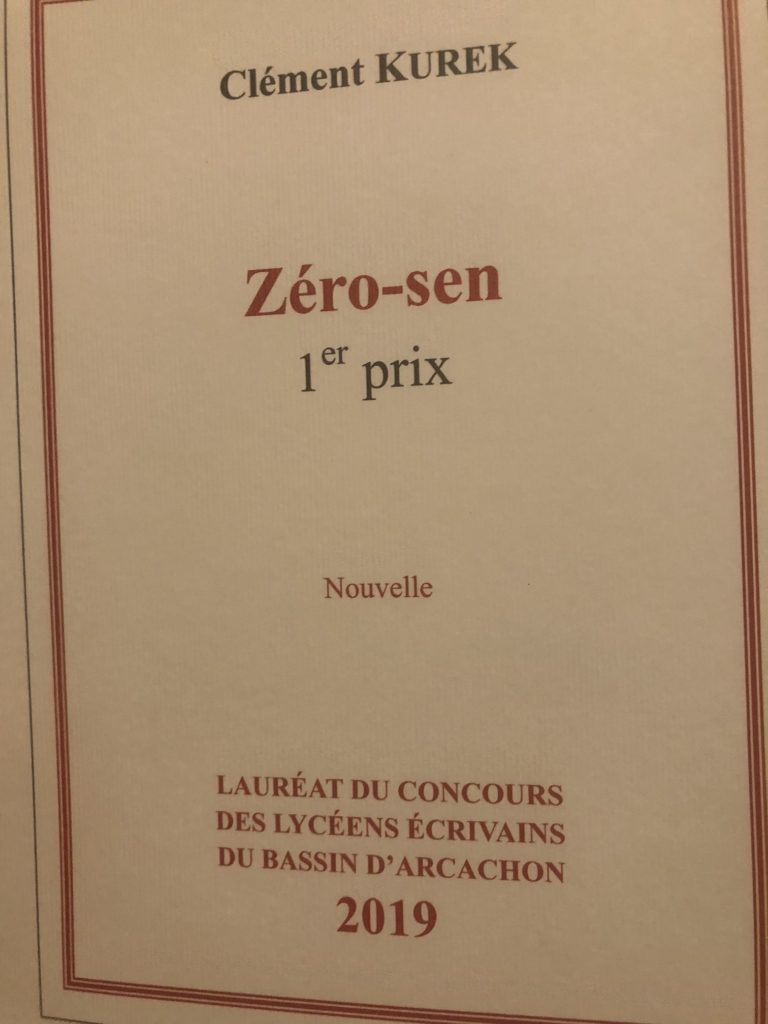 Clément KUREK
Zéro-sen
1er prix
Nouvelle
LAURÉAT DU CONCOURS
DES LYCÉENS ÉCRIVAINS
DU BASSIN D'ARCACHON
2019